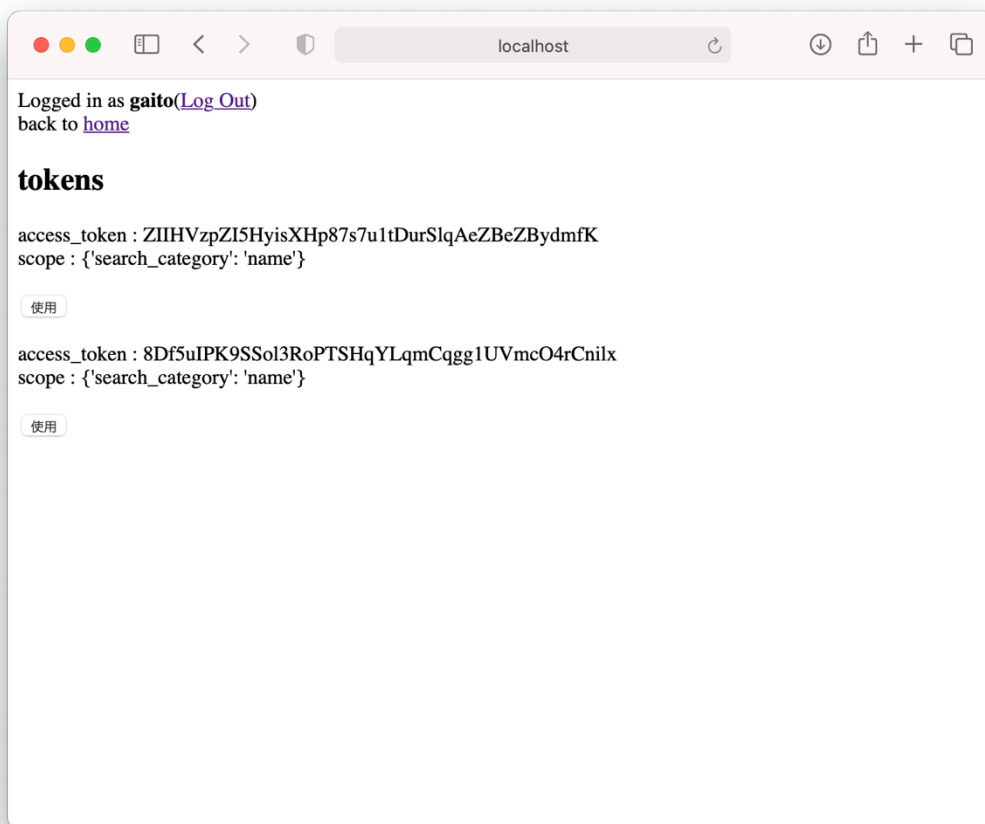 localhost
Logged in as gaito(Log Out)
back to home
tokens
access_token : ZIIHVzpZI5HyisXHp87s7u1tDurSlqAeZBeZBydmfK
scope : {'search_category': 'name'}
使用
access_token : 8Df5uIPK9SSol3RoPTSHqYLqmCqgg1UVmcO4rCnilx
scope : {'search_category': 'name'}
使用